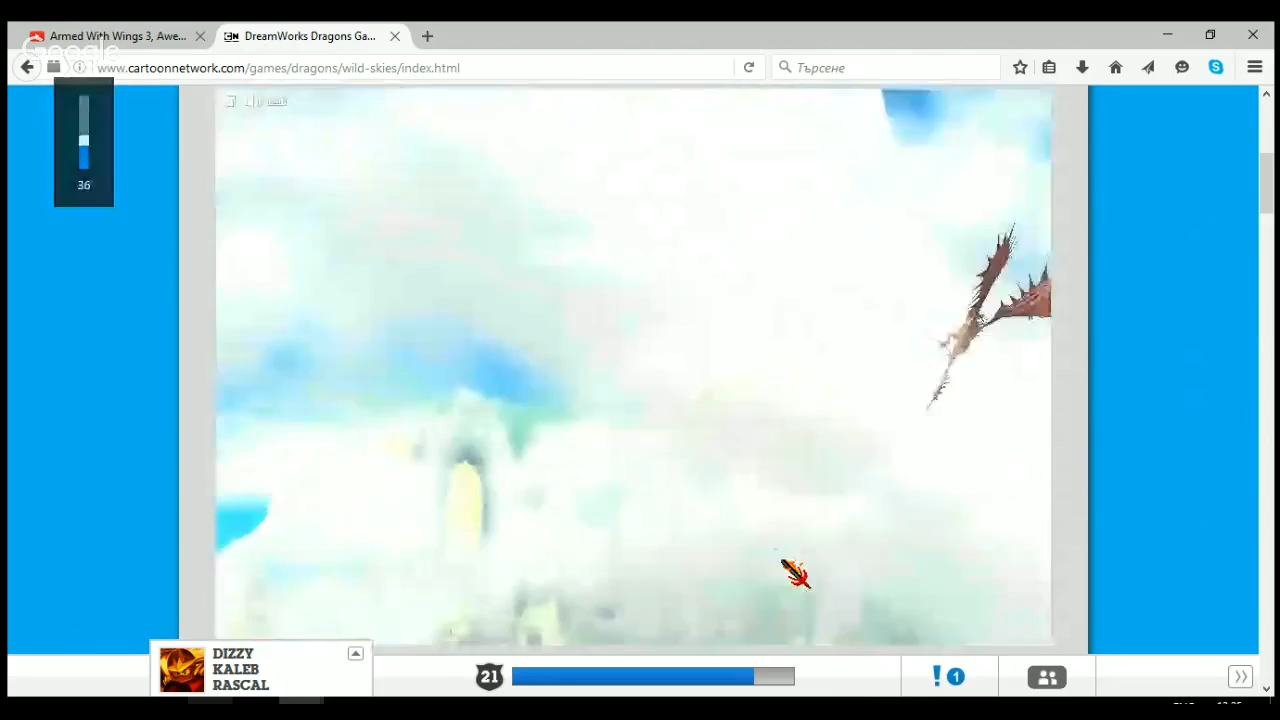 Armed With Wings 3, Awe...
DreamWorks Dragons Ga...
Google
www.cartoonnetwork.com/games/dragons/wild-skies/index.html
Търсене
36
DIZZY
KALEB
RASCAL
21
1